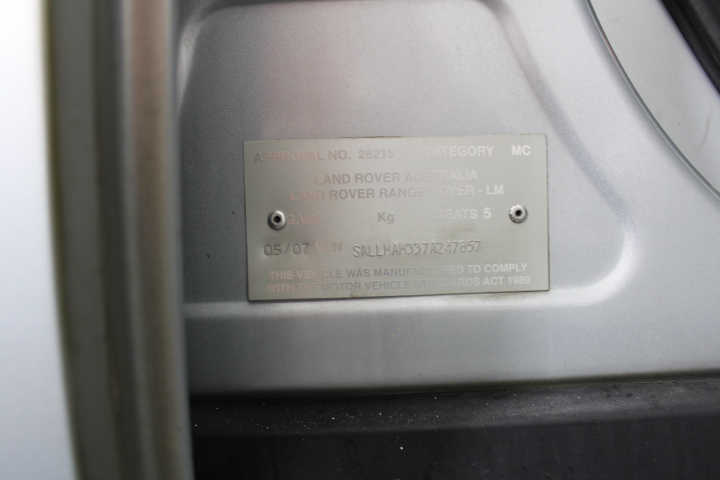 APPROVAL NO. 28215 CATEGORY MC
LAND ROVER AUSTRALIA
LAND ROVER RANGE ROVER - LM
G.V.M. Kg SEATS 5
05/07 V.I.N
THIS VEHICLE WAS MANUFACTURED TO COMPLY
WITH THE MOTOR VEHICLE STANDARDS ACT 1989